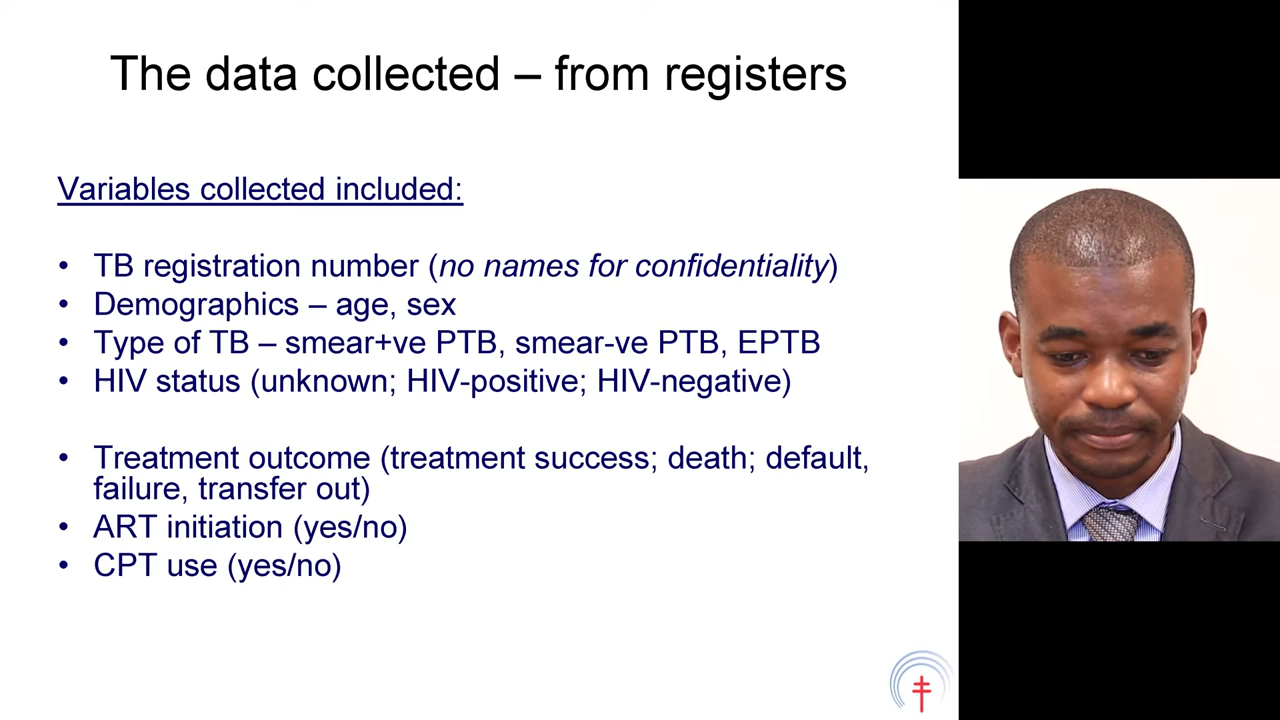 The data collected – from registers
Variables collected included:
• TB registration number (no names for confidentiality)
• Demographics – age, sex
• Type of TB – smear+ve PTB, smear-ve PTB, EPTB
• HIV status (unknown; HIV-positive; HIV-negative)
• Treatment outcome (treatment success; death; default,
failure, transfer out)
• ART initiation (yes/no)
• CPT use (yes/no)